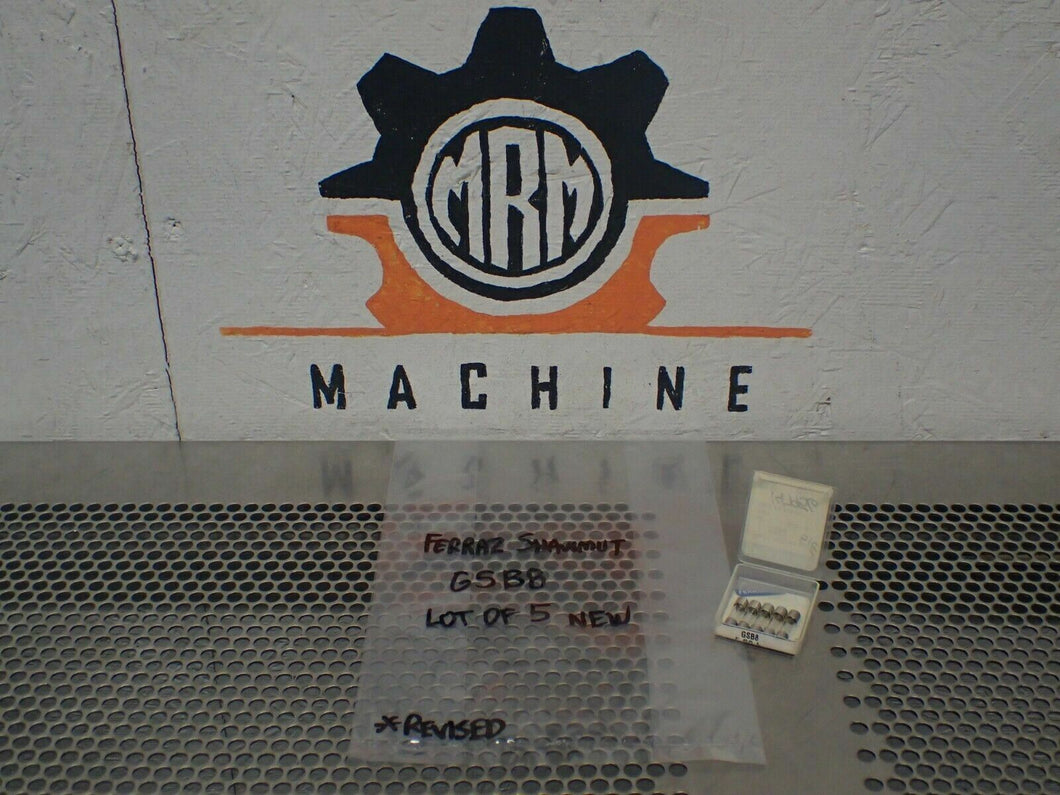 MRM
MACHINE
FERRAZ SHAWMUT
GSB8
LOT OF 5 NEW
*REVISED
GSB8